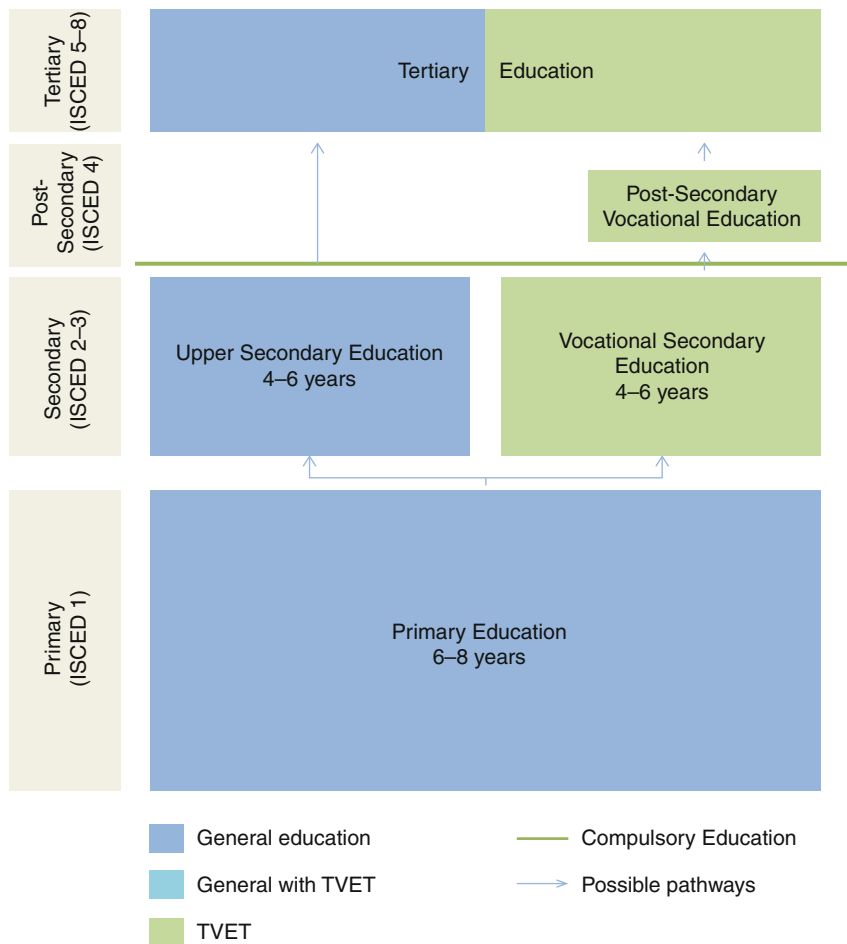 Tertiary
(ISCED 5–8)
Tertiary
Education
Post-
Secondary
(ISCED 4)
Post-Secondary
Vocational Education
Secondary
(ISCED 2–3)
Upper Secondary Education
4–6 years
Vocational Secondary
Education
4–6 years
Primary
(ISCED 1)
Primary Education
6–8 years
General education
Compulsory Education
General with TVET
Possible pathways
TVET